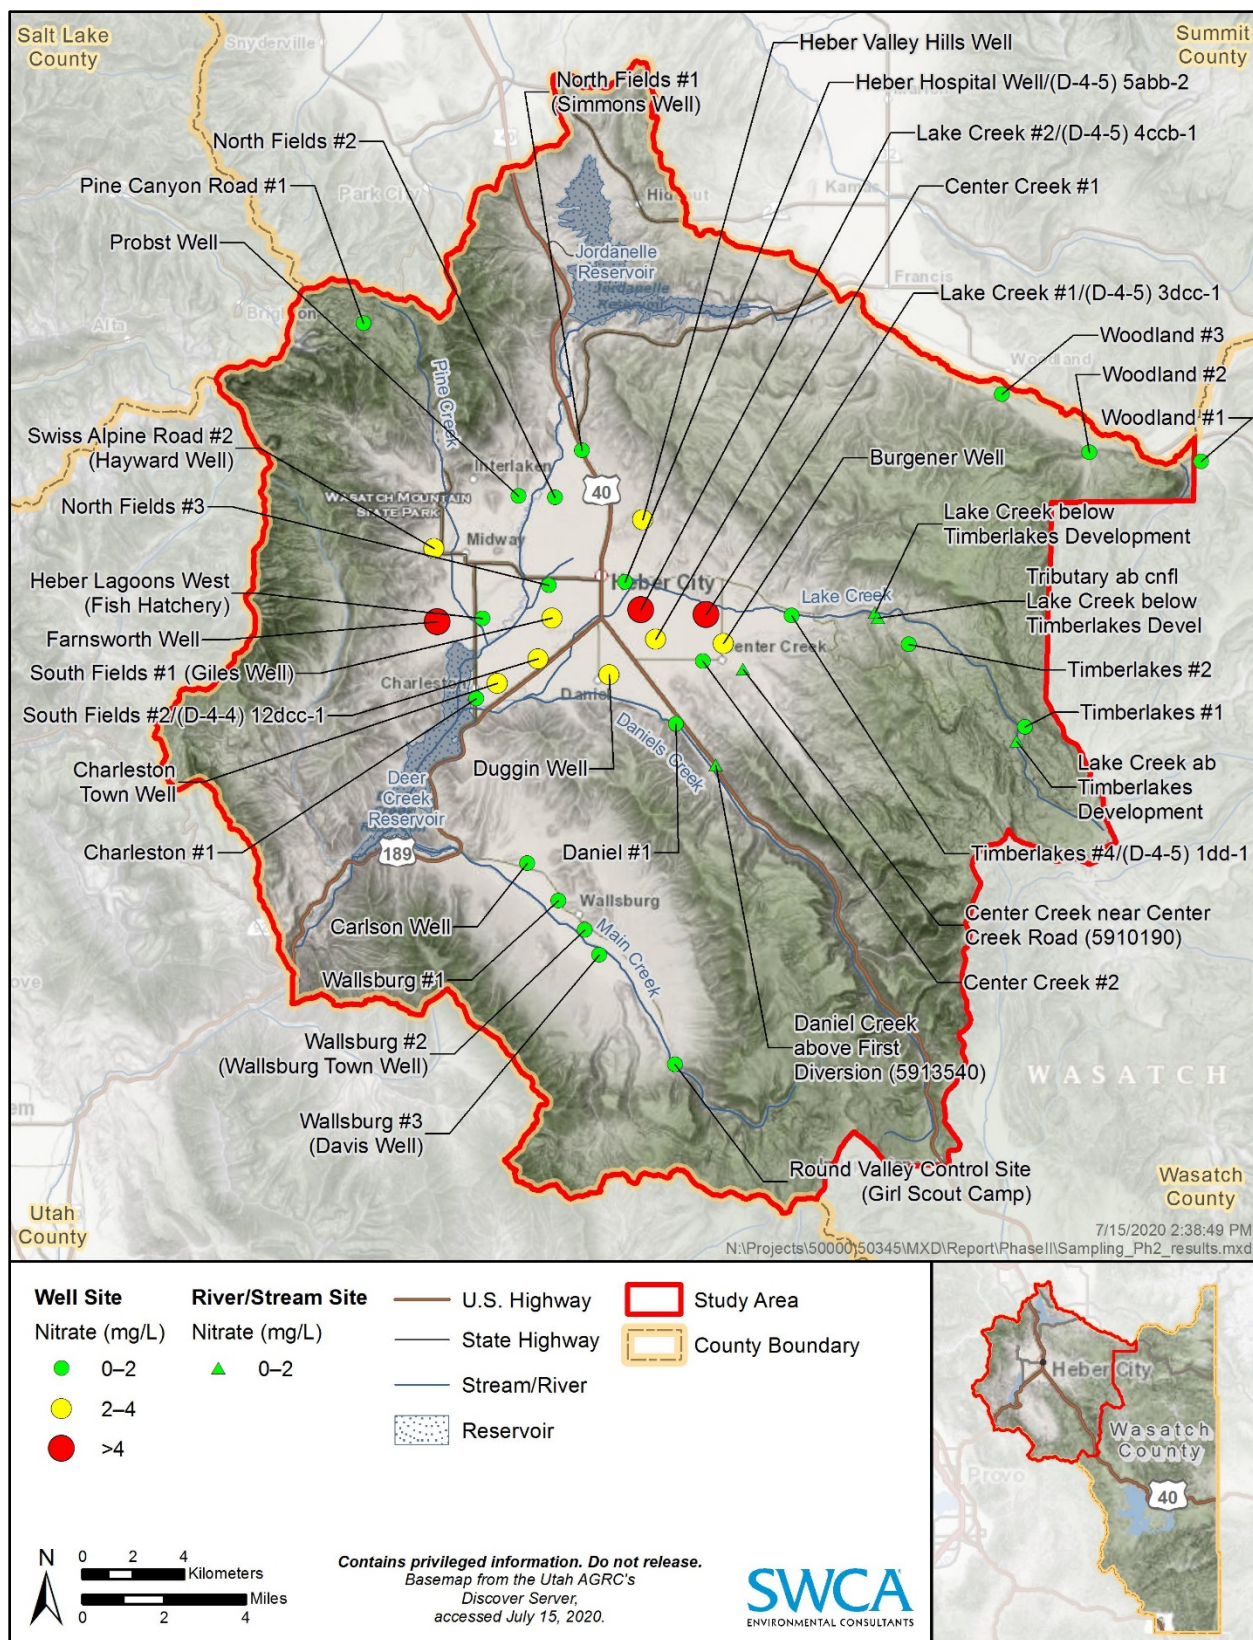 Salt Lake
County
Snyderville
Summit
County
Heber Valley Hills Well
North Fields #1
(Simmons Well)
Heber Hospital Well/(D-4-5) 5abb-2
North Fields #2
Lake Creek #2/(D-4-5) 4ccb-1
Pine Canyon Road #1
Park City
Hideout
Kamas
Center Creek #1
Probst Well
Jordanelle
Reservoir
Jordanelle
Reservoir
Francis
Lake Creek #1/(D-4-5) 3dcc-1
Alta
Brighton
Woodland #3
Woodland
Woodland #2
Pine Creek
Woodland #1
Swiss Alpine Road #2
(Hayward Well)
Interlaken
Burgener Well
40
WASATCH MOUNTAIN
STATE PARK
North Fields #3
Midway
Lake Creek below
Timberlakes Development
Heber Lagoons West
(Fish Hatchery)
Heber City
Lake Creek
Tributary ab cnfl
Lake Creek below
Timberlakes Devel
Farnsworth Well
South Fields #1 (Giles Well)
Center Creek
Timberlakes #2
Charleston
Daniel
South Fields #2/(D-4-4) 12dcc-1
Timberlakes #1
Daniels Creek
Charleston
Town Well
Deer
Creek
Reservoir
Duggin Well
Lake Creek ab
Timberlakes
Development
Charleston #1
189
Daniel #1
Timberlakes #4/(D-4-5) 1dd-1
Carlson Well
Wallsburg
Center Creek near Center
Creek Road (5910190)
Main Creek
Wallsburg #1
Center Creek #2
Wallsburg #2
(Wallsburg Town Well)
Daniel Creek
above First
Diversion (5913540)
WASATCH
Wallsburg #3
(Davis Well)
Round Valley Control Site
(Girl Scout Camp)
Wasatch
County
Utah
County
7/15/2020 2:38:49 PM
N:\Projects\50000\50345\MXD\Report\PhaseII\Sampling_Ph2_results.mxd
Well Site
Nitrate (mg/L)
0–2
2–4
>4
River/Stream Site
Nitrate (mg/L)
0–2
U.S. Highway
State Highway
Stream/River
Reservoir
Study Area
County Boundary
N
0 2 4
Kilometers
Miles
0 2 4
Contains privileged information. Do not release.
Basemap from the Utah AGRC's
Discover Server,
accessed July 15, 2020.
SWCA
ENVIRONMENTAL CONSULTANTS
Heber City
Wasatch
County
Provo
40